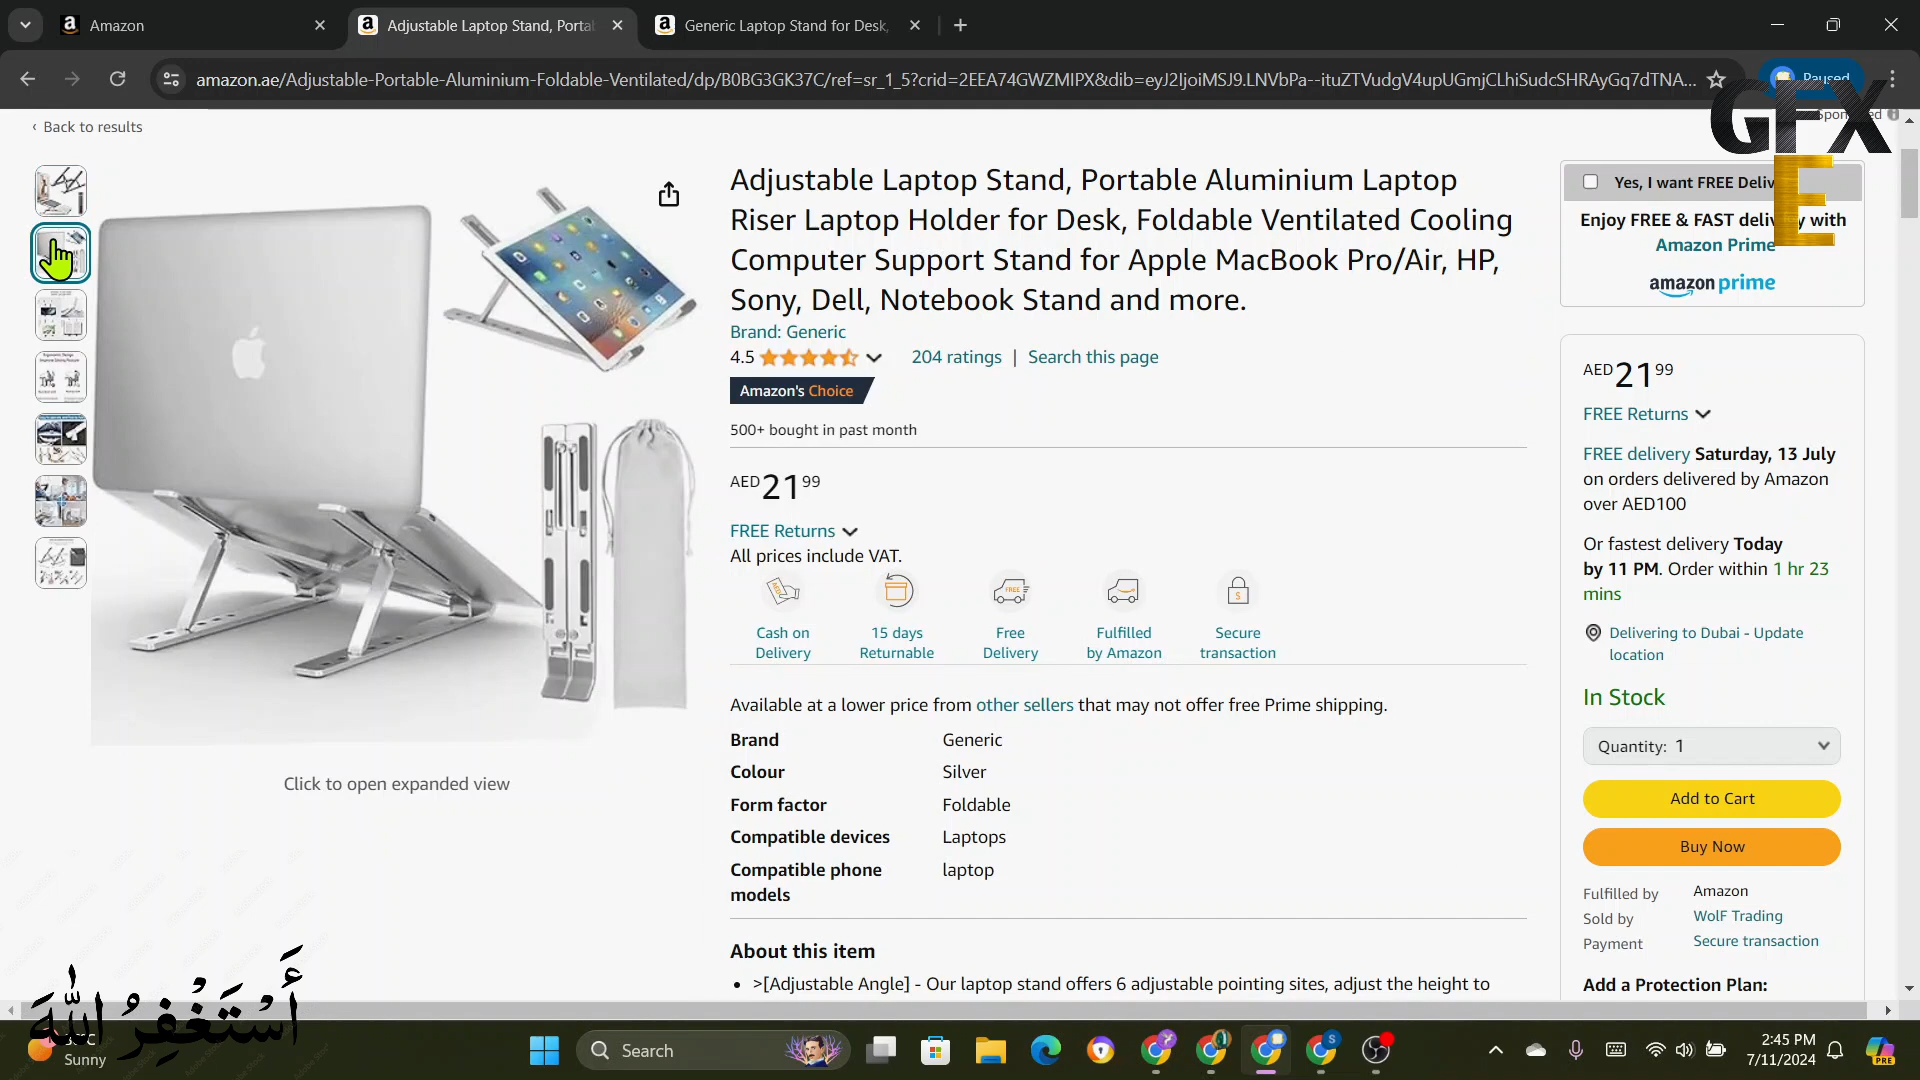 Amazon
Adjustable Laptop Stand, Porta
Generic Laptop Stand for Desk,
amazon.ae/Adjustable-Portable-Aluminium-Foldable-Ventilated/dp/B0BG3GK37C/ref=sr_1_5?crid=2EEA74GWZMIPX&dib=eyJ2IjoiMSJ9.LNVbPa--ituZTVudgV4upUGmjCLhiSudcSHRAyGq7dTNA...
Paused
GFX
E
‹ Back to results
Adjustable Laptop Stand, Portable Aluminium Laptop
Riser Laptop Holder for Desk, Foldable Ventilated Cooling
Computer Support Stand for Apple MacBook Pro/Air, HP,
Sony, Dell, Notebook Stand and more.
Brand: Generic
4.5
204 ratings | Search this page
Amazon's Choice
500+ bought in past month
AED 21 99
FREE Returns
All prices include VAT.
Cash on
Delivery
15 days
Returnable
Free
Delivery
Fulfilled
by Amazon
Secure
transaction
Available at a lower price from other sellers that may not offer free Prime shipping.
Brand Generic
Colour Silver
Form factor Foldable
Compatible devices Laptops
Compatible phone
models
laptop
About this item
>[Adjustable Angle] - Our laptop stand offers 6 adjustable pointing sites, adjust the height to
Click to open expanded view
Yes, I want FREE
Enjoy FREE & FAST with
Amazon Prime
amazon prime
AED 21 99
FREE Returns
FREE delivery Saturday, 13 July
on orders delivered by Amazon
over AED100
Or fastest delivery Today
by 11 PM. Order within 1 hr 23
mins
Delivering to Dubai - Update
location
In Stock
Quantity: 1
Add to Cart
Buy Now
Fulfilled by Amazon
Sold by WolF Trading
Payment Secure transaction
Add a Protection Plan:
أَسْتَغْفِرُ اللهَ
Sunny
Search
2:45 PM
7/11/2024
PRE